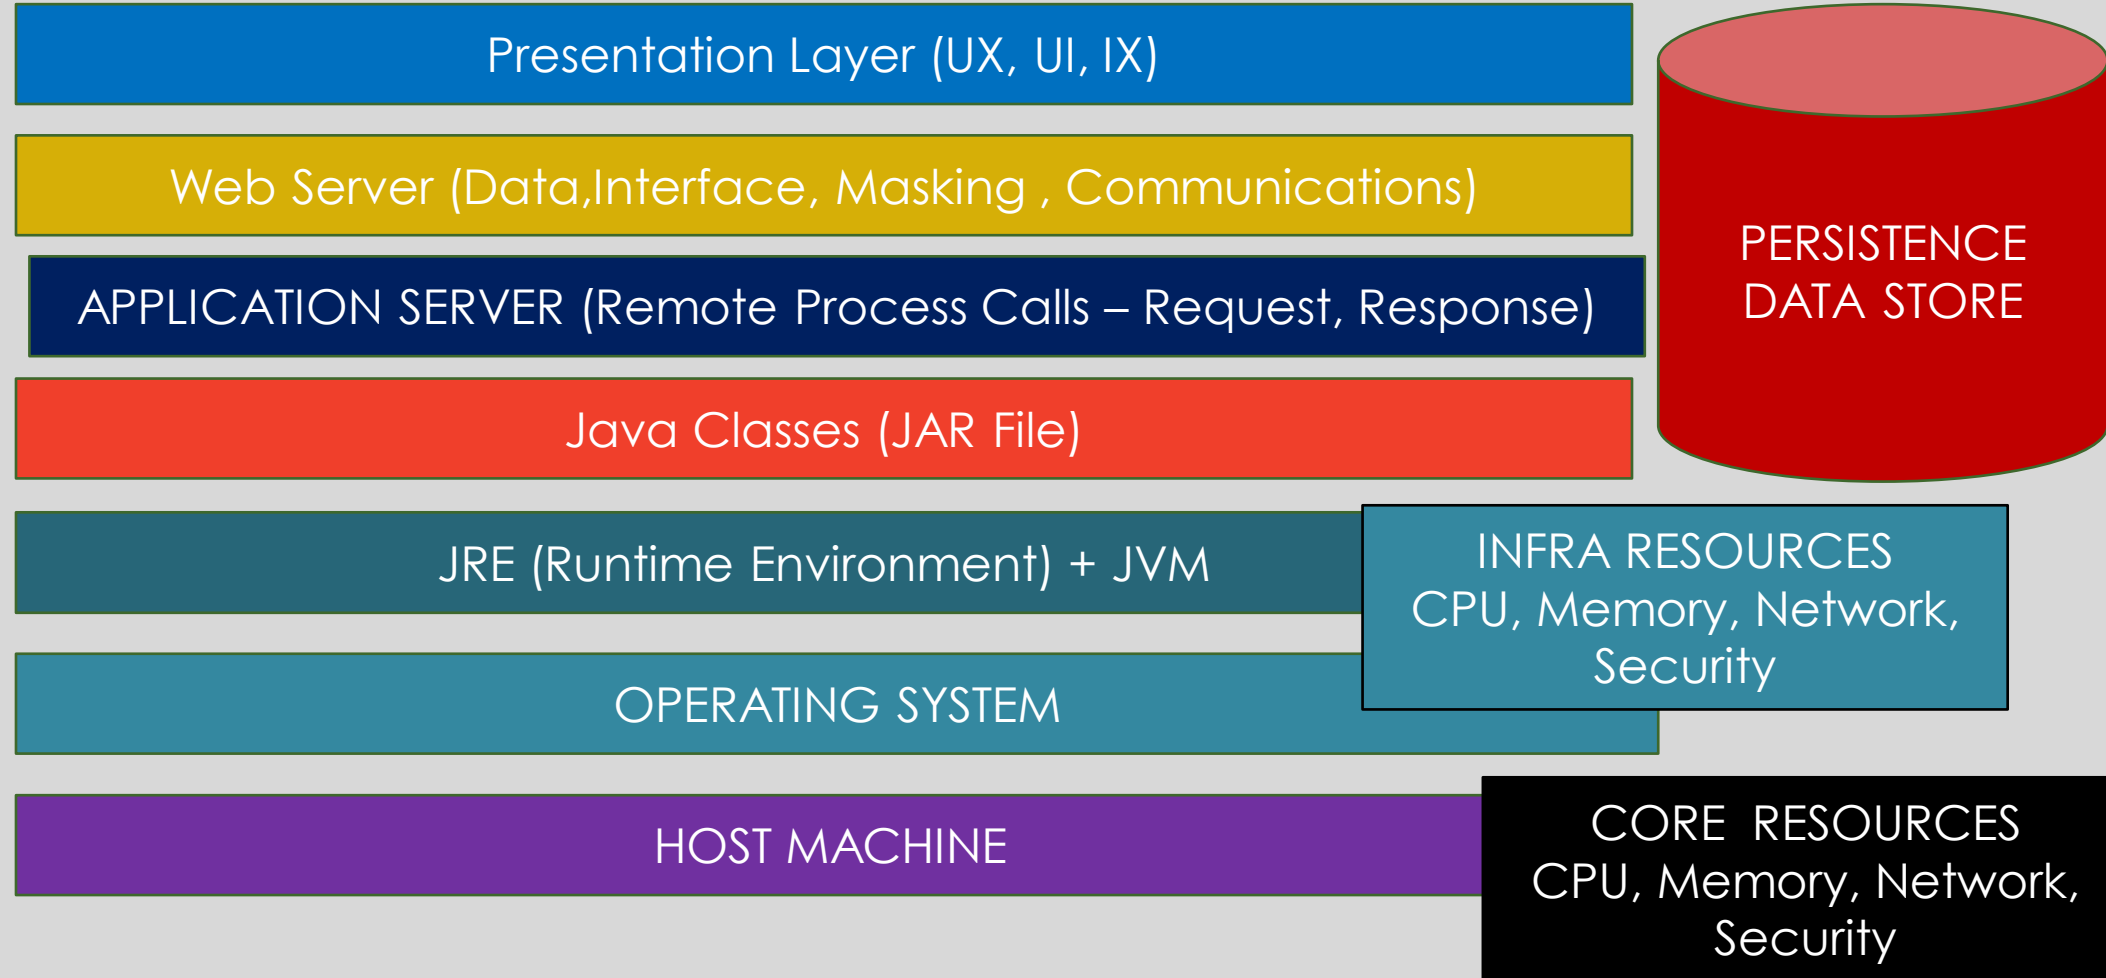 Presentation Layer (UX, UI, IX)
Web Server (Data,Interface, Masking , Communications)
APPLICATION SERVER (Remote Process Calls – Request, Response)
Java Classes (JAR File)
PERSISTENCE
DATA STORE
JRE (Runtime Environment) + JVM
INFRA RESOURCES
CPU, Memory, Network,
Security
OPERATING SYSTEM
HOST MACHINE
CORE  RESOURCES
CPU, Memory, Network,
Security